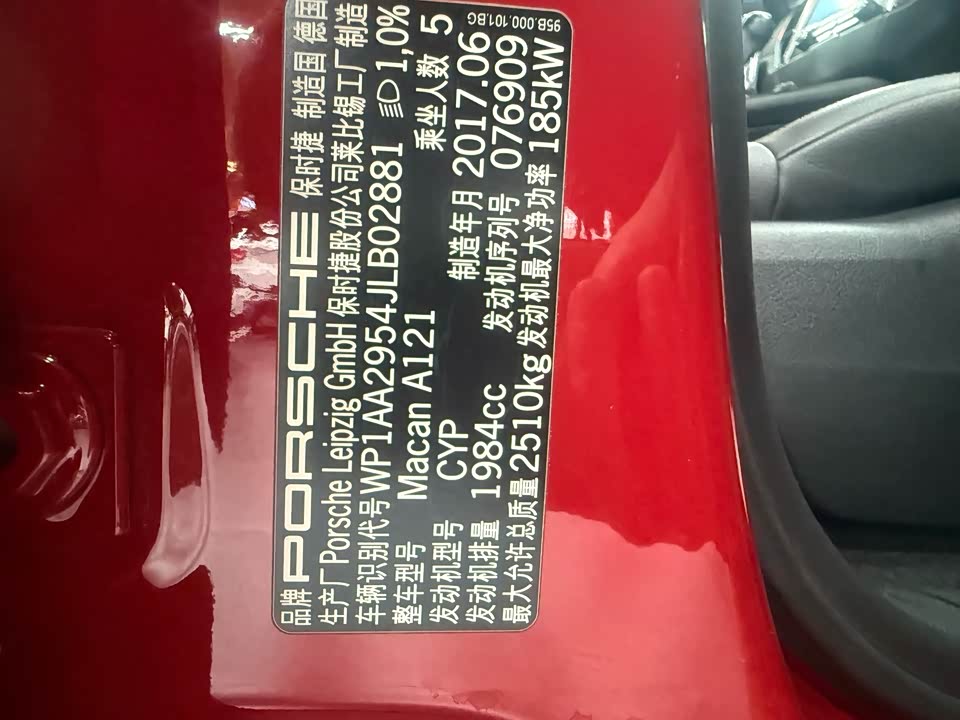 品牌 PORSCHE 保时捷 制造国 德国
生产厂 Porsche Leipzig GmbH 保时捷股份公司莱比锡工厂制造
车辆识别代号 WP1AA2954JLB02881 1,0%
整车型号 Macan A121 乘坐人数 5
发动机型号 CYP 制造年月 2017.06
发动机排量 1984cc 发动机序列号 076909
最大允许总质量 2510kg 发动机最大净功率 185kW
95B.000.101.BG